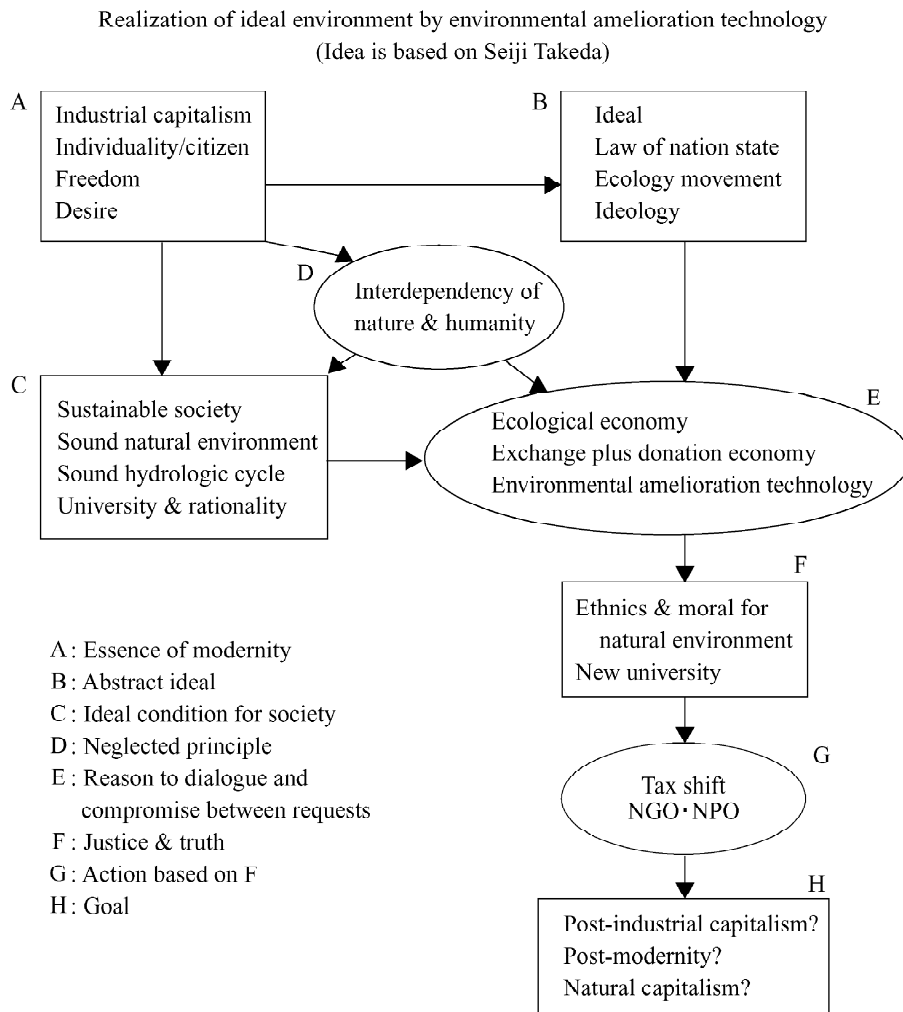 Realization of ideal environment by environmental amelioration technology
(Idea is based on Seiji Takeda)
A
Industrial capitalism
Individuality/citizen
Freedom
Desire
B
Ideal
Law of nation state
Ecology movement
Ideology
D
Interdependency of
nature & humanity
C
Sustainable society
Sound natural environment
Sound hydrologic cycle
University & rationality
E
Ecological economy
Exchange plus donation economy
Environmental amelioration technology
F
Ethnics & moral for
natural environment
New university
G
Tax shift
NGO・NPO
H
Post-industrial capitalism?
Post-modernity?
Natural capitalism?
A: Essence of modernity
B: Abstract ideal
C: Ideal condition for society
D: Neglected principle
E: Reason to dialogue and
compromise between requests
F: Justice & truth
G: Action based on F
H: Goal